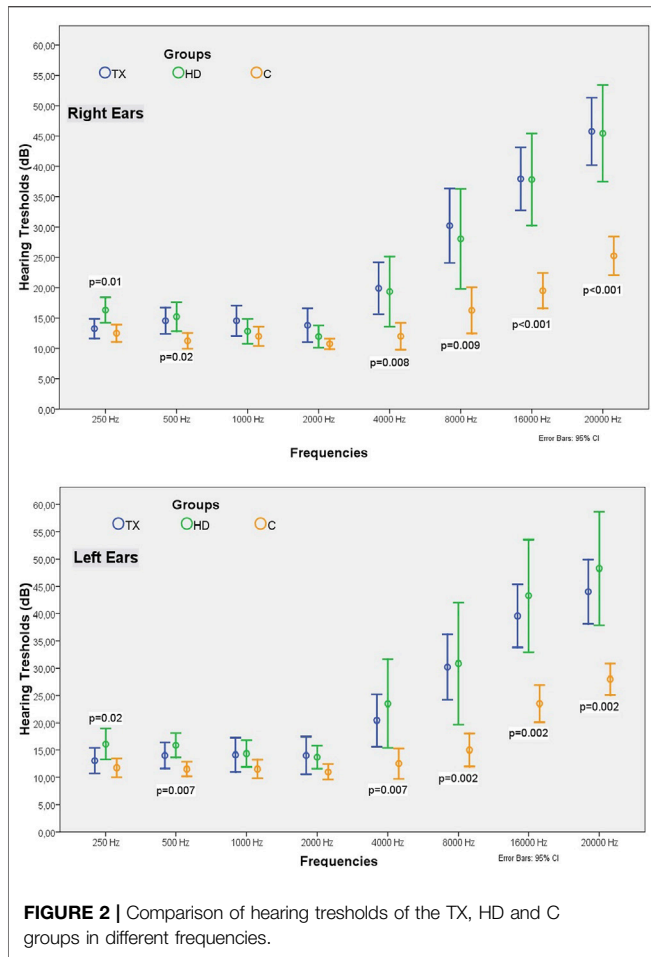 60,00
55,00
50,00
45,00
40,00
35,00
30,00
25,00
20,00
15,00
10,00
5,00
0,00
Hearing Tresholds (dB)
Groups
TX HD C
Right Ears
p=0.01
p=0.02
p=0.008
p=0.009
p<0.001
p<0.001
250 Hz 500 Hz 1000 Hz 2000 Hz 4000 Hz 8000 Hz 16000 Hz 20000 Hz
Error Bars: 95% CI
Frequencies
60,00
55,00
50,00
45,00
40,00
35,00
30,00
25,00
20,00
15,00
10,00
5,00
0,00
Hearing Tresholds (dB)
Groups
TX HD C
Left Ears
p=0.02
p=0.007
p=0.007
p=0.002
p=0.002
p=0.002
250 Hz 500 Hz 1000 Hz 2000 Hz 4000 Hz 8000 Hz 16000 Hz 20000 Hz
Frequencies
Error Bars: 95% CI
FIGURE 2 | Comparison of hearing tresholds of the TX, HD and C
groups in different frequencies.